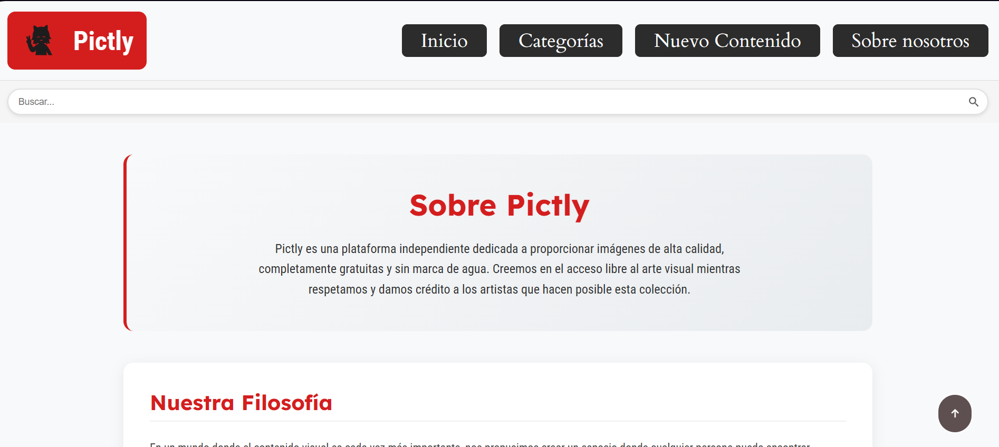 Pictly
Inicio
Categorías
Nuevo Contenido
Sobre nosotros
Buscar...
Sobre Pictly
Pictly es una plataforma independiente dedicada a proporcionar imágenes de alta calidad,
completamente gratuitas y sin marca de agua. Creemos en el acceso libre al arte visual mientras
respetamos y damos crédito a los artistas que hacen posible esta colección.
Nuestra Filosofía
En un mundo donde el contenido visual es cada vez más importante, nos propusimos crear un espacio donde cualquier persona pueda encontrar